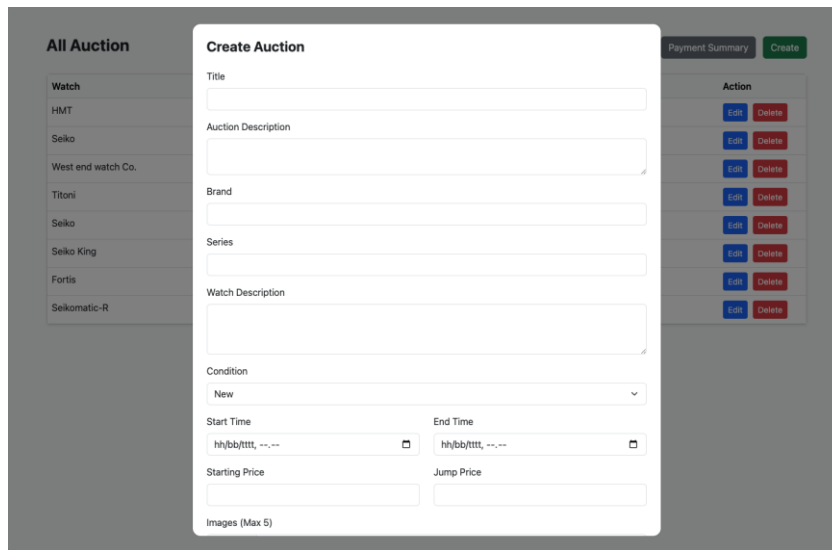 All Auction
Payment Summary
Create
Watch
Action
HMT
Edit Delete
Seiko
Edit Delete
West end watch Co.
Edit Delete
Titoni
Edit Delete
Seiko
Edit Delete
Seiko King
Edit Delete
Fortis
Edit Delete
Seikomatic-R
Edit Delete
Create Auction
Title
Auction Description
Brand
Series
Watch Description
Condition
New
Start Time End Time
hh/bb/tttt, --.-- hh/bb/tttt, --.--
Starting Price Jump Price
Images (Max 5)